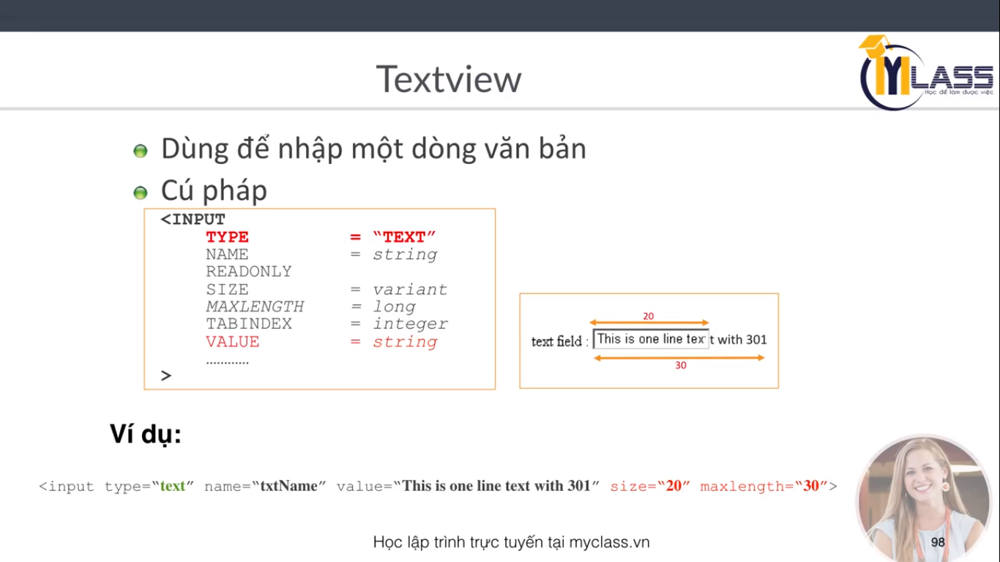 Textview
MYCLASS
Học để làm được việc
Dùng để nhập một dòng văn bản
Cú pháp
<INPUT
TYPE = “TEXT”
NAME = string
READONLY
SIZE = variant
MAXLENGTH = long
TABINDEX = integer
VALUE = string
............
>
20
text field : This is one line text with 301
30
Ví dụ:
<input type=“text” name=“txtName” value=“This is one line text with 301” size=“20” maxlength=“30”>
Học lập trình trực tuyến tại myclass.vn
98